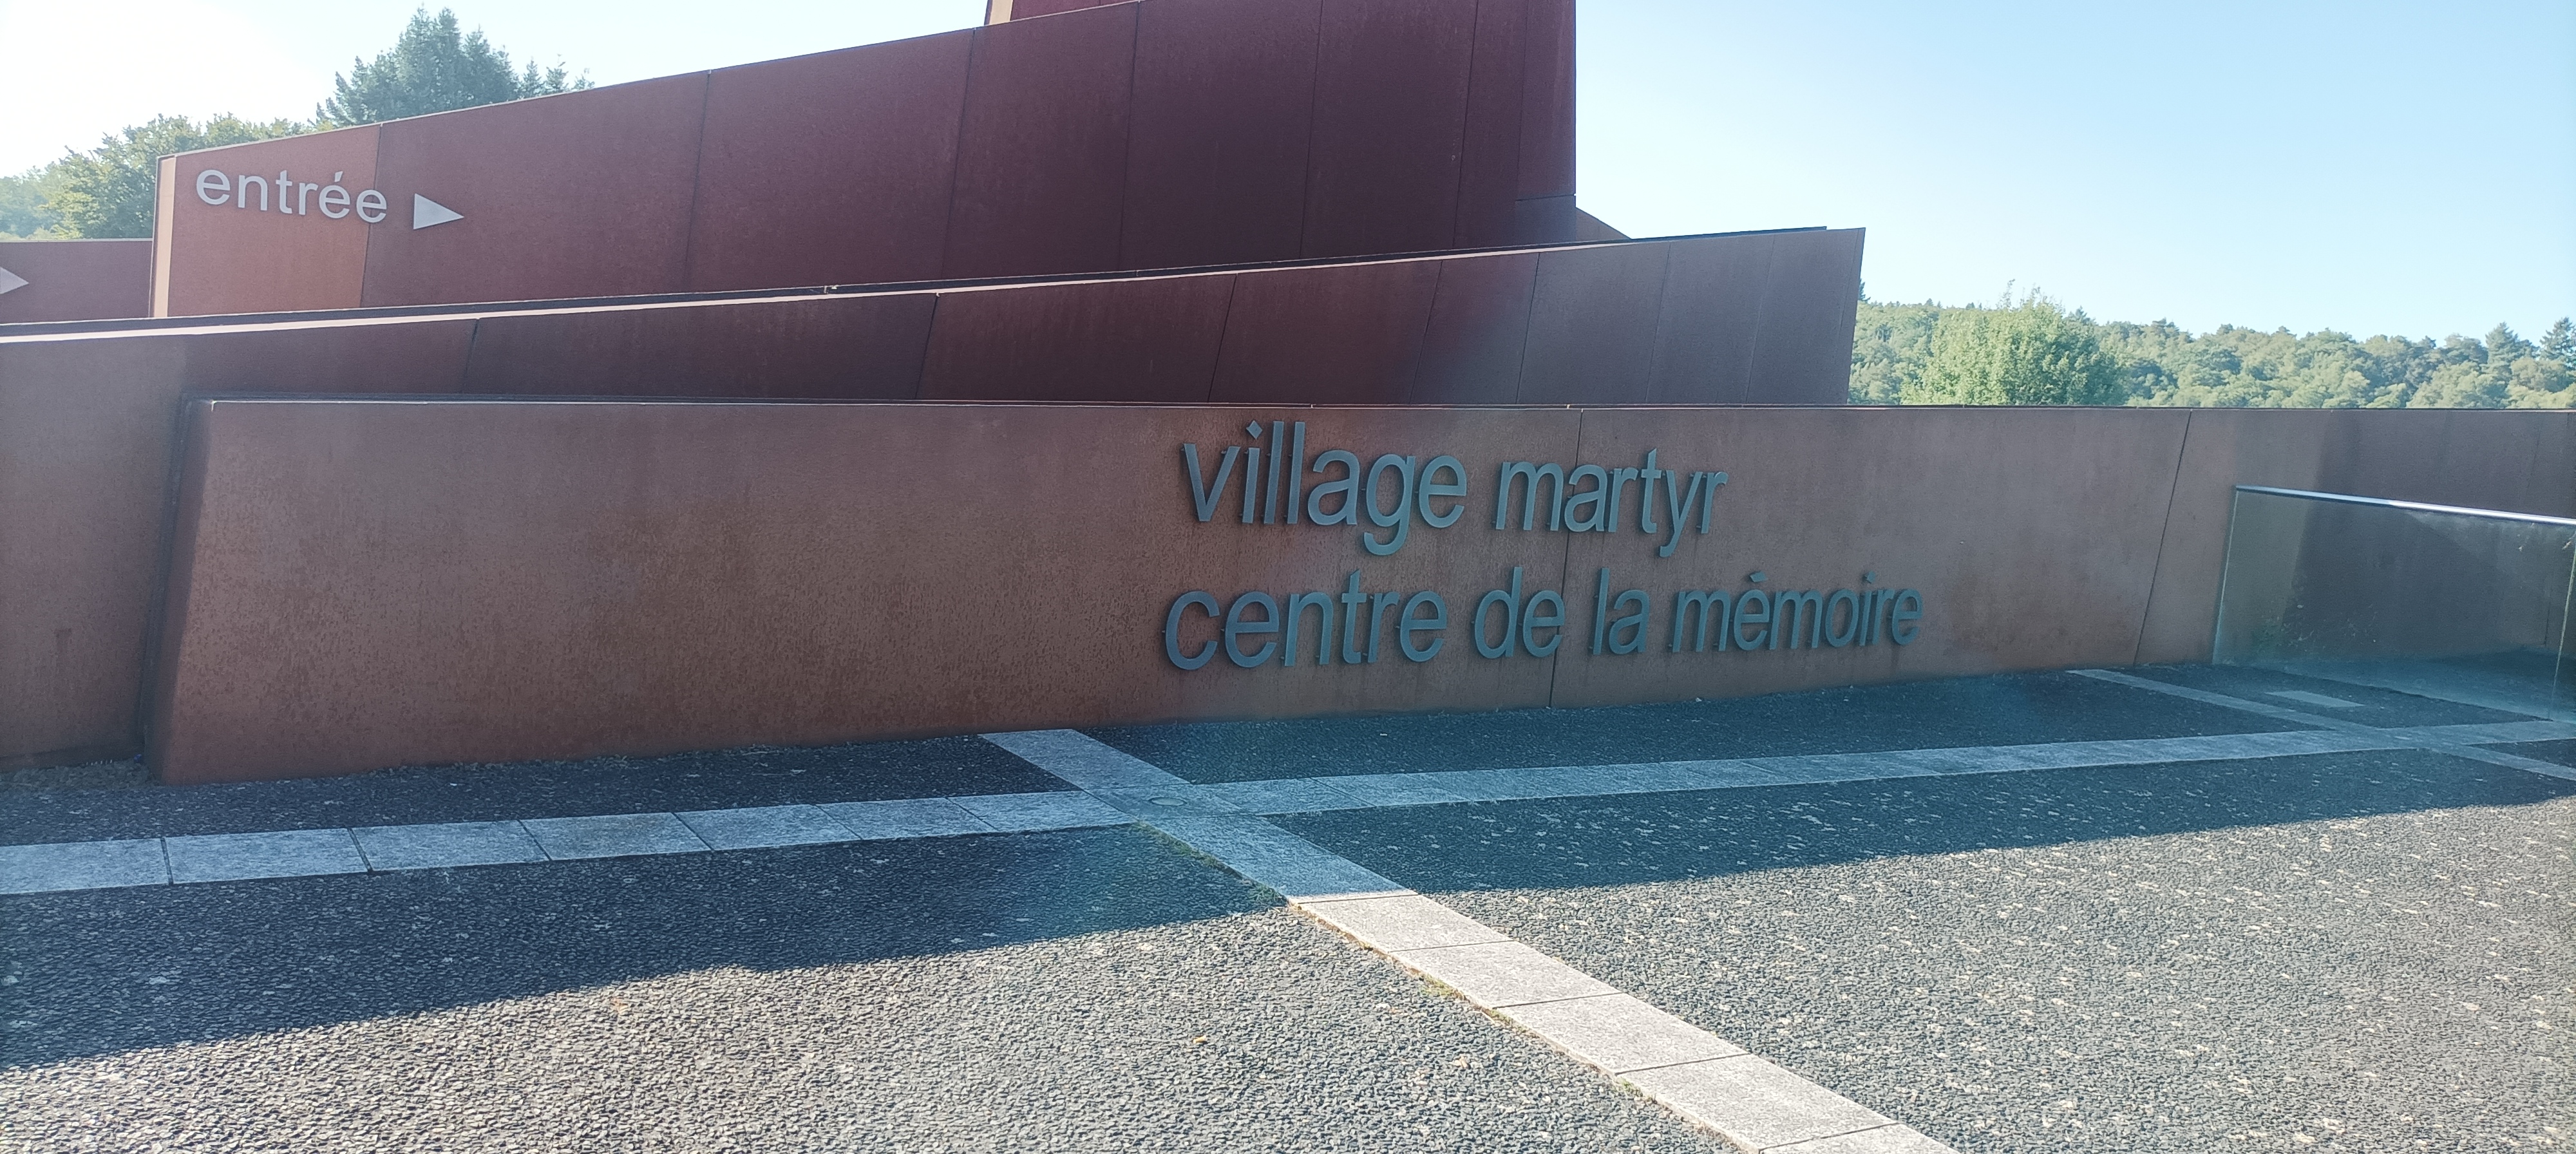 entrée
village martyr
centre de la mémoire